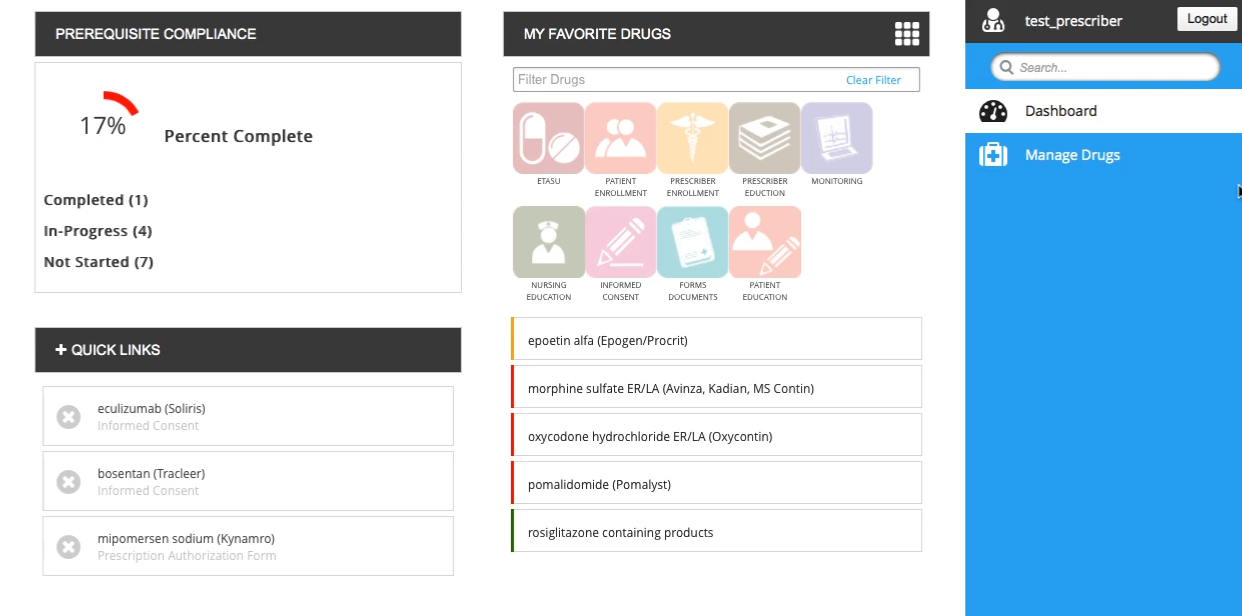 PREREQUISITE COMPLIANCE
17%
Percent Complete
Completed (1)
In-Progress (4)
Not Started (7)
+ QUICK LINKS
eculizumab (Soliris)
Informed Consent
bosentan (Tracleer)
Informed Consent
mipomersen sodium (Kynamro)
Prescription Authorization Form
MY FAVORITE DRUGS
Filter Drugs
Clear Filter
ETASU
PATIENT
ENROLLMENT
PRESCRIBER
ENROLLMENT
PRESCRIBER
EDUCTION
MONITORING
NURSING
EDUCATION
INFORMED
CONSENT
FORMS
DOCUMENTS
PATIENT
EDUCATION
epoetin alfa (Epogen/Procrit)
morphine sulfate ER/LA (Avinza, Kadian, MS Contin)
oxycodone hydrochloride ER/LA (Oxycontin)
pomalidomide (Pomalyst)
rosiglitazone containing products
test_prescriber
Logout
Search...
Dashboard
Manage Drugs